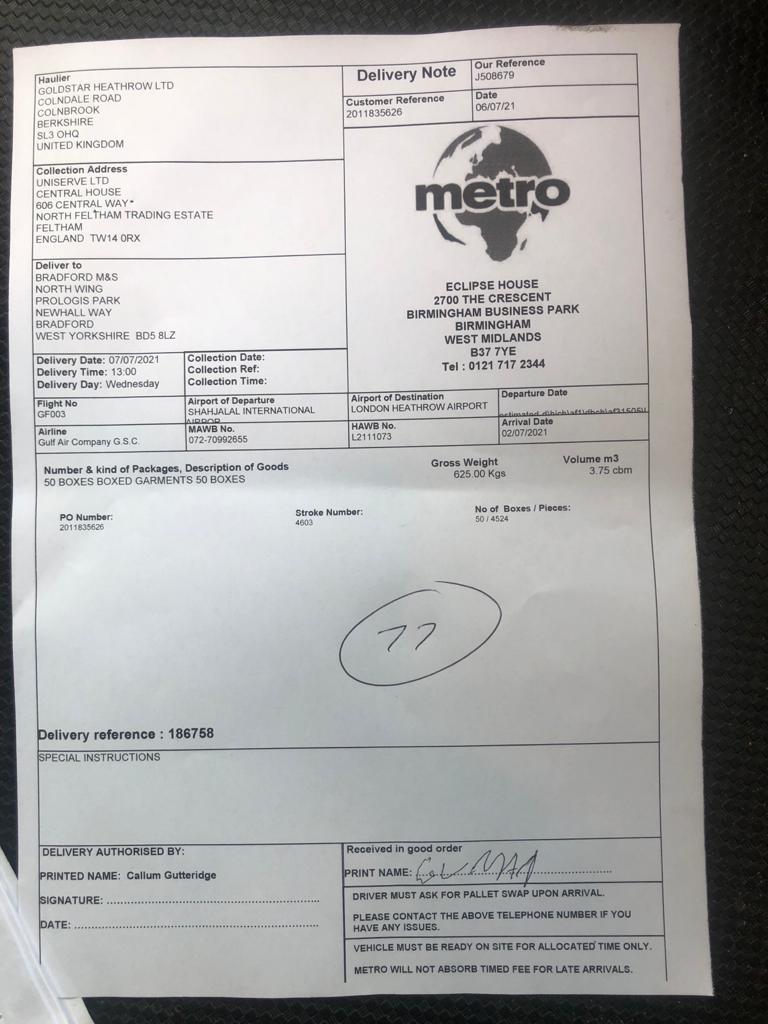 Haulier
GOLDSTAR HEATHROW LTD
COLNDALE ROAD
COLNBROOK
BERKSHIRE
SL3 OHQ
UNITED KINGDOM
Delivery Note
Our Reference
J508679
Customer Reference
2011835626
Date
06/07/21
Collection Address
UNISERVE LTD
CENTRAL HOUSE
606 CENTRAL WAY
NORTH FELTHAM TRADING ESTATE
FELTHAM
ENGLAND TW14 0RX
metro
ECLIPSE HOUSE
2700 THE CRESCENT
BIRMINGHAM BUSINESS PARK
BIRMINGHAM
WEST MIDLANDS
B37 7YE
Tel : 0121 717 2344
Deliver to
BRADFORD M&S
NORTH WING
PROLOGIS PARK
NEWHALL WAY
BRADFORD
WEST YORKSHIRE BD5 8LZ
Delivery Date: 07/07/2021
Delivery Time: 13:00
Delivery Day: Wednesday
Collection Date:
Collection Ref:
Collection Time:
Flight No
GF003
Airport of Departure
SHAHJALAL INTERNATIONAL
Airport of Destination
LONDON HEATHROW AIRPORT
Departure Date
Airline
Gulf Air Company G.S.C.
MAWB No.
072-70992655
HAWB No.
L2111073
Arrival Date
02/07/2021
Number & kind of Packages, Description of Goods
50 BOXES BOXED GARMENTS 50 BOXES
Gross Weight
625.00 Kgs
Volume m3
3.75 cbm
PO Number:
2011835626
Stroke Number:
4603
No of Boxes / Pieces:
50 / 4524
77
Delivery reference : 186758
SPECIAL INSTRUCTIONS
DELIVERY AUTHORISED BY:
PRINTED NAME: Callum Gutteridge
SIGNATURE:
DATE:
Received in good order
PRINT NAME:
DRIVER MUST ASK FOR PALLET SWAP UPON ARRIVAL.
PLEASE CONTACT THE ABOVE TELEPHONE NUMBER IF YOU
HAVE ANY ISSUES.
VEHICLE MUST BE READY ON SITE FOR ALLOCATED TIME ONLY.
METRO WILL NOT ABSORB TIMED FEE FOR LATE ARRIVALS.